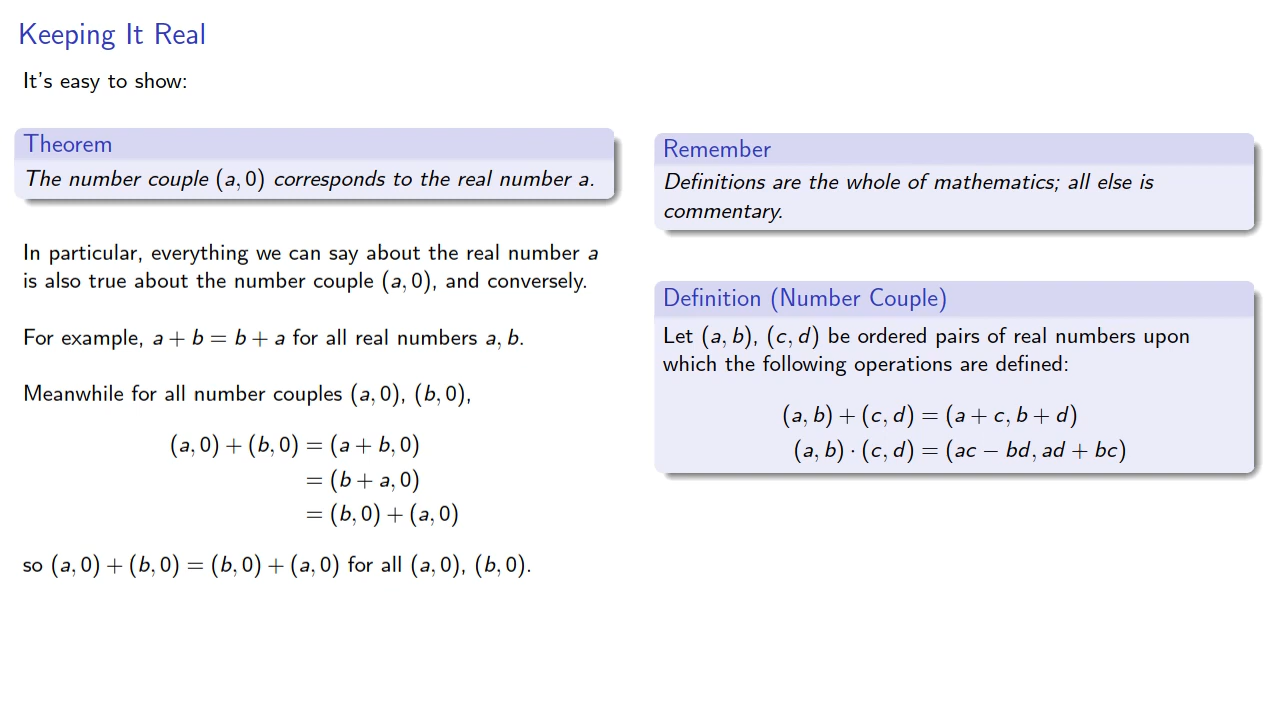 Keeping It Real
It's easy to show:
Theorem
The number couple (a, 0) corresponds to the real number a.
In particular, everything we can say about the real number a
is also true about the number couple (a, 0), and conversely.
For example, a + b = b + a for all real numbers a, b.
Meanwhile for all number couples (a, 0), (b, 0),
(a, 0) + (b, 0) = (a + b, 0)
= (b + a, 0)
= (b, 0) + (a, 0)
so (a, 0) + (b, 0) = (b, 0) + (a, 0) for all (a, 0), (b, 0).
Remember
Definitions are the whole of mathematics; all else is
commentary.
Definition (Number Couple)
Let (a, b), (c, d) be ordered pairs of real numbers upon
which the following operations are defined:
(a, b) + (c, d) = (a + c, b + d)
(a, b) · (c, d) = (ac − bd, ad + bc)